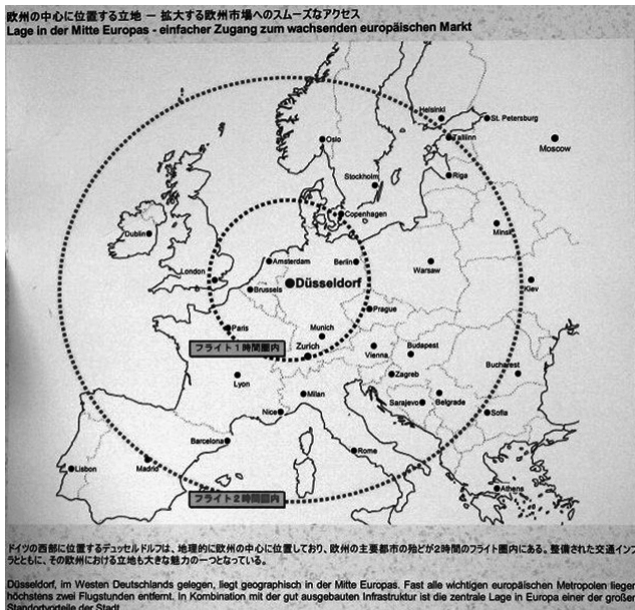 欧州の中心に位置する立地 － 拡大する欧州市場へのスムーズなアクセス
Lage in der Mitte Europas - einfacher Zugang zum wachsenden europäischen Markt
Helsinki
St. Petersburg
Tallinn
Oslo
Moscow
Stockholm
Riga
Copenhagen
Dublin
Minsk
London
Amsterdam
Berlin
Warsaw
Düsseldorf
Brussels
Kiev
Prague
Paris
Munich
フライト1時間圏内
Zurich
Vienna
Budapest
Lyon
Zagreb
Bucharest
Milan
Sarajevo
Belgrade
Nice
Sofia
Barcelona
Rome
Lisbon
Madrid
フライト2時間圏内
Athens
ドイツの西部に位置するデュッセルドルフは、地理的に欧州の中心に位置しており、欧州の主要都市の殆どが2時間のフライト圏内にある。整備された交通インフ
ラとともに、その欧州における立地も大きな魅力の一つとなっている。
Düsseldorf, im Westen Deutschlands gelegen, liegt geographisch in der Mitte Europas. Fast alle wichtigen europäischen Metropolen liegen
höchstens zwei Flugstunden entfernt. In Kombination mit der gut ausgebauten Infrastruktur ist die zentrale Lage in Europa einer der großen
Standortvorteile der Stadt.